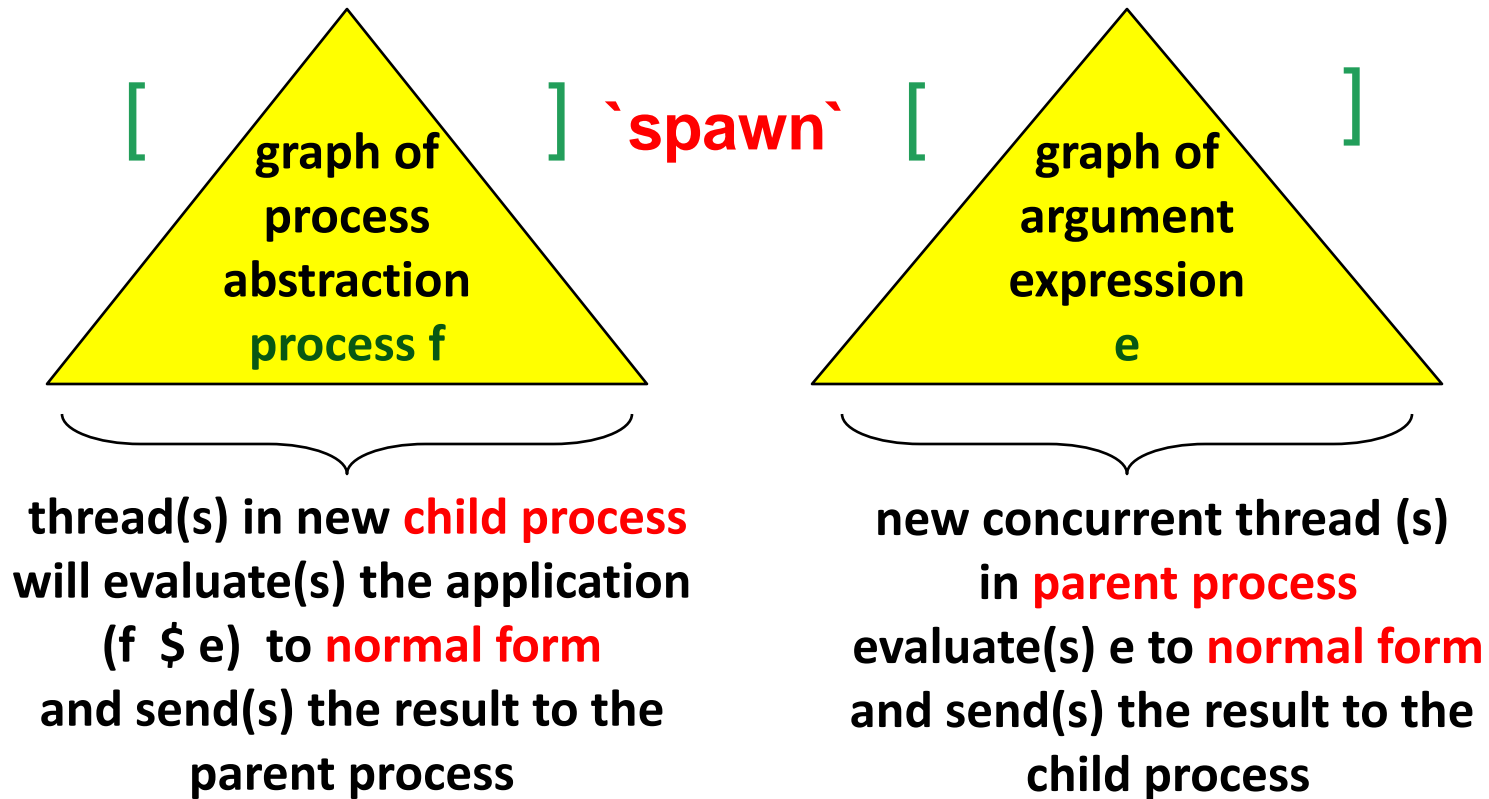 [ ] `spawn` [ ]
graph of
process
abstraction
process f
graph of
argument
expression
e
thread(s) in new child process
will evaluate(s) the application
(f $ e) to normal form
and send(s) the result to the
parent process
new concurrent thread (s)
in parent process
evaluate(s) e to normal form
and send(s) the result to the
child process